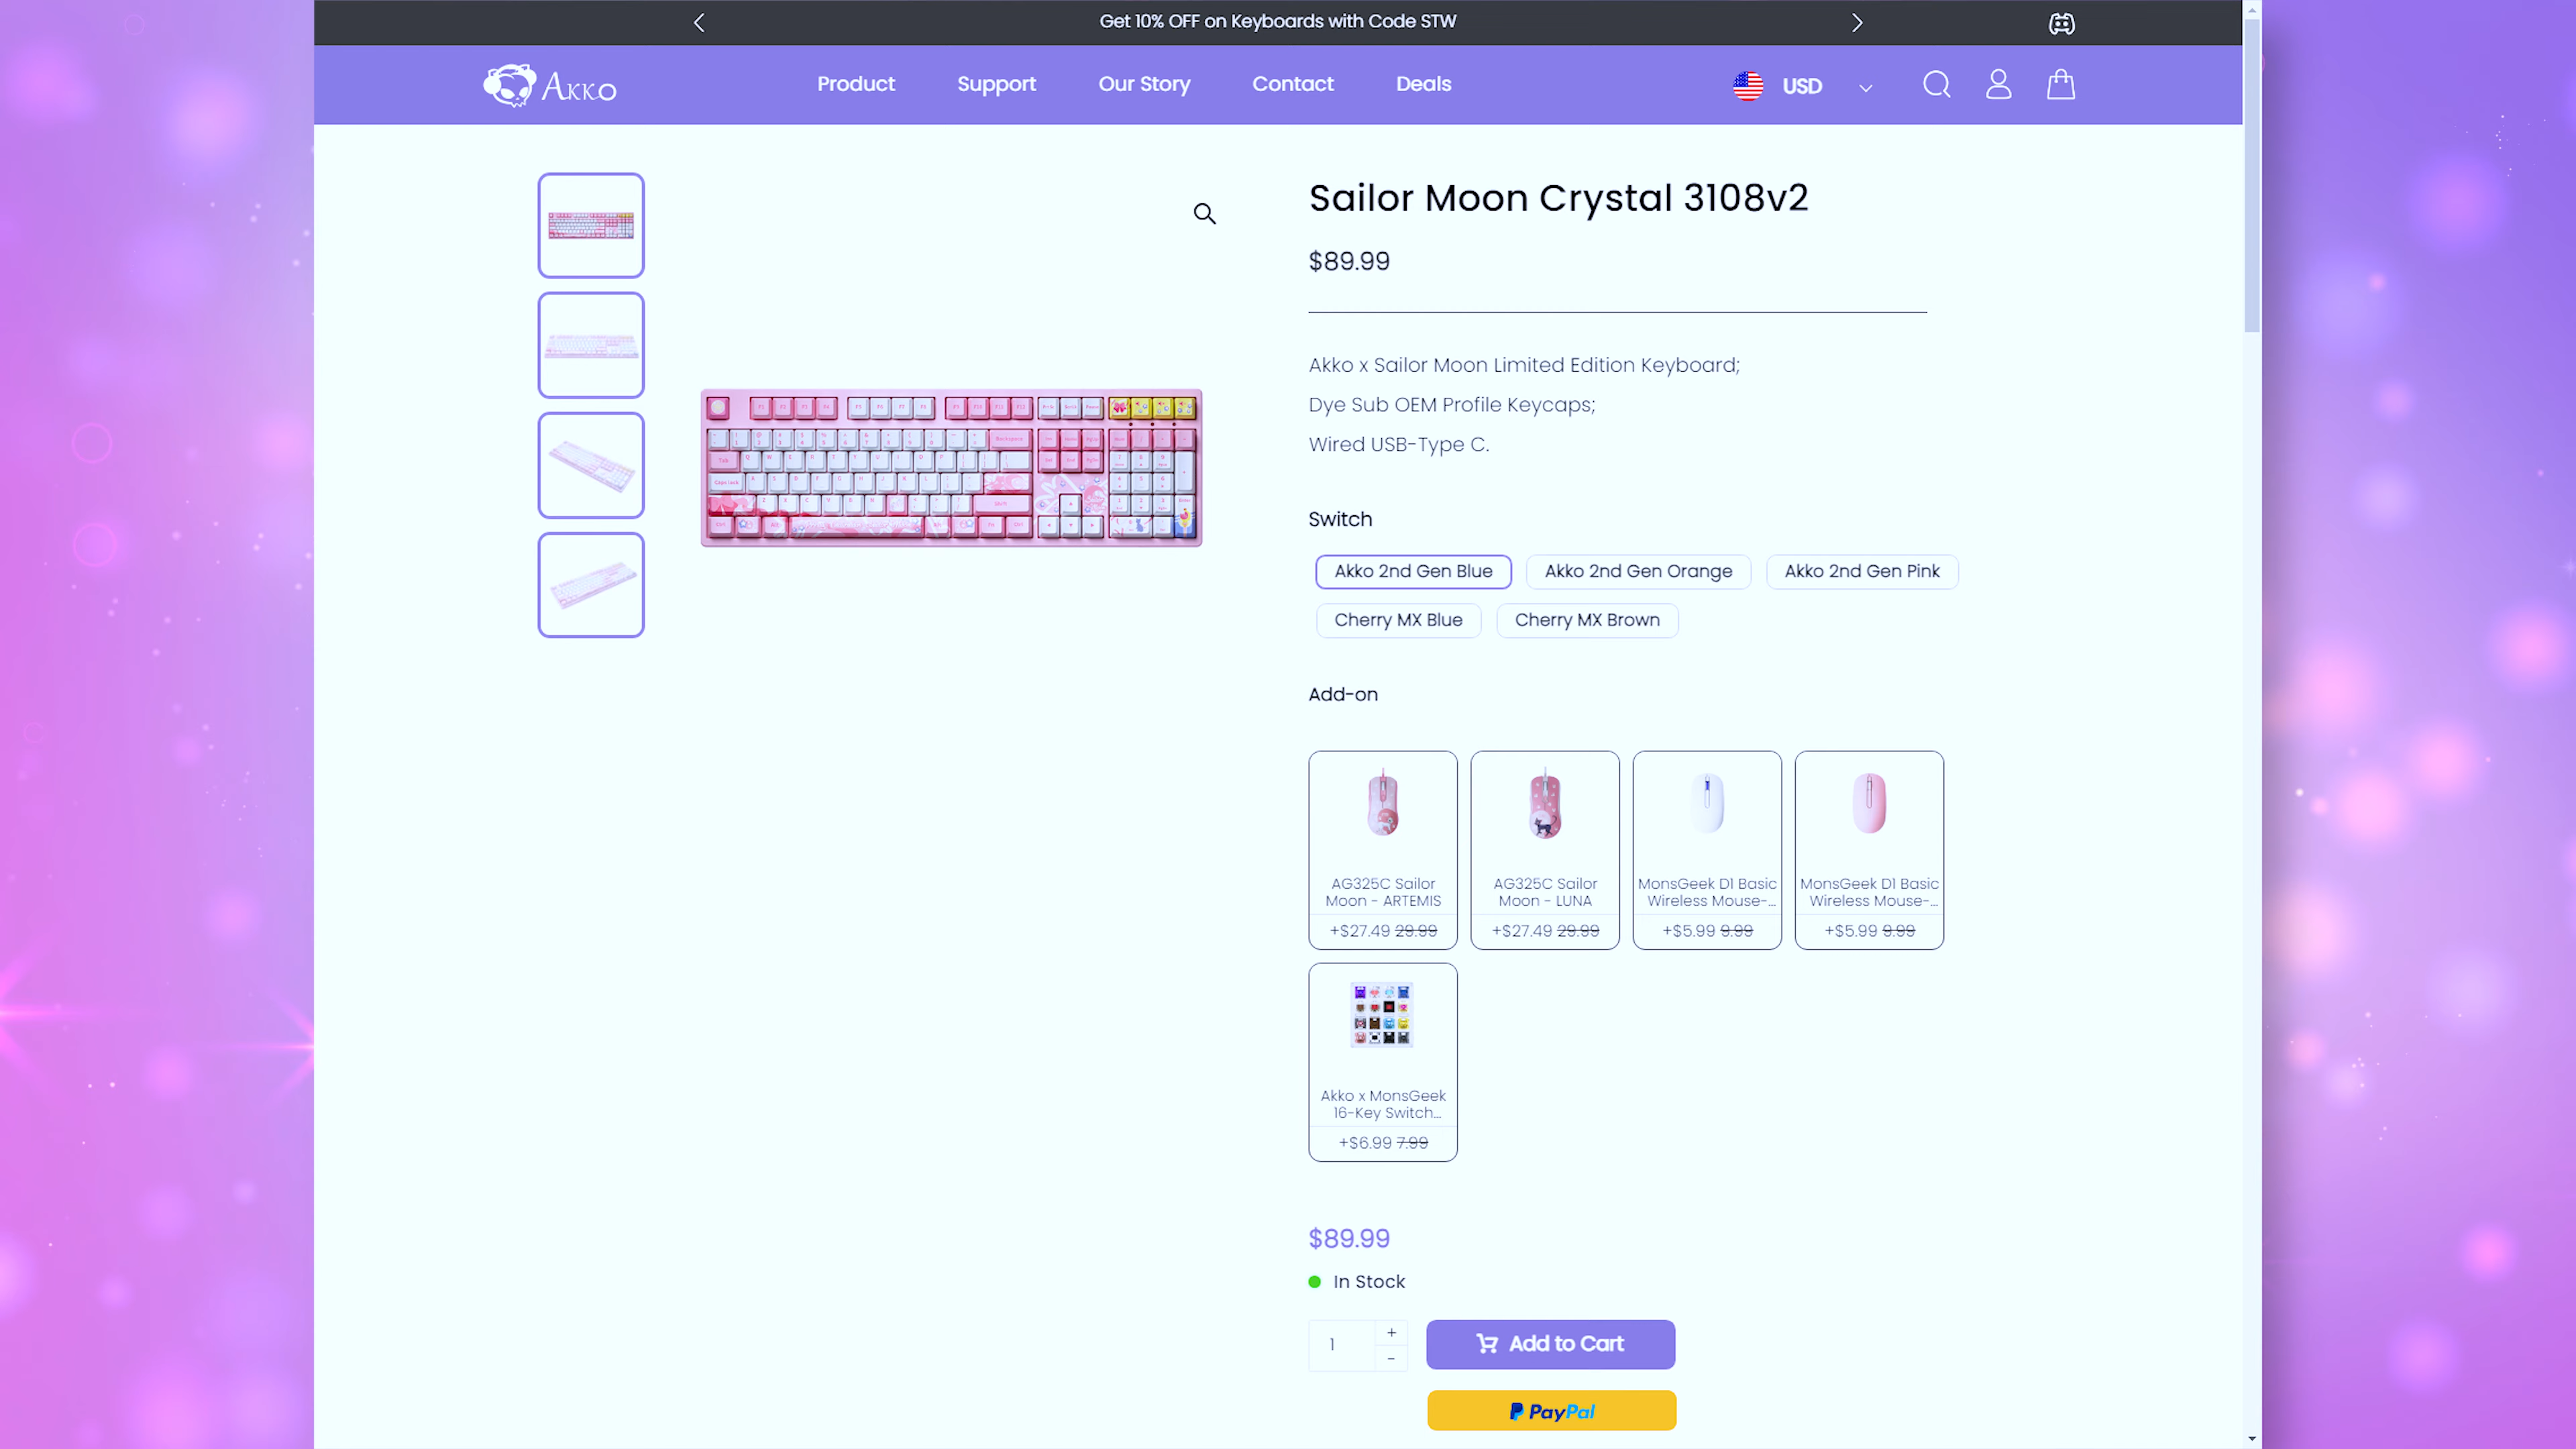 Get 10% OFF on Keyboards with Code STW
AKKO
Product
Support
Our Story
Contact
Deals
USD
Sailor Moon Crystal 3108v2
$89.99
Akko x Sailor Moon Limited Edition Keyboard;
Dye Sub OEM Profile Keycaps;
Wired USB-Type C.
Switch
Akko 2nd Gen Blue
Akko 2nd Gen Orange
Akko 2nd Gen Pink
Cherry MX Blue
Cherry MX Brown
Add-on
AG325C Sailor
Moon - ARTEMIS
+$27.49 29.99
AG325C Sailor
Moon - LUNA
+$27.49 29.99
MonsGeek D1 Basic
Wireless Mouse-...
+$5.99 9.99
MonsGeek D1 Basic
Wireless Mouse-...
+$5.99 9.99
Akko x MonsGeek
16-Key Switch...
+$6.99 7.99
$89.99
In Stock
1
+
-
Add to Cart
PayPal